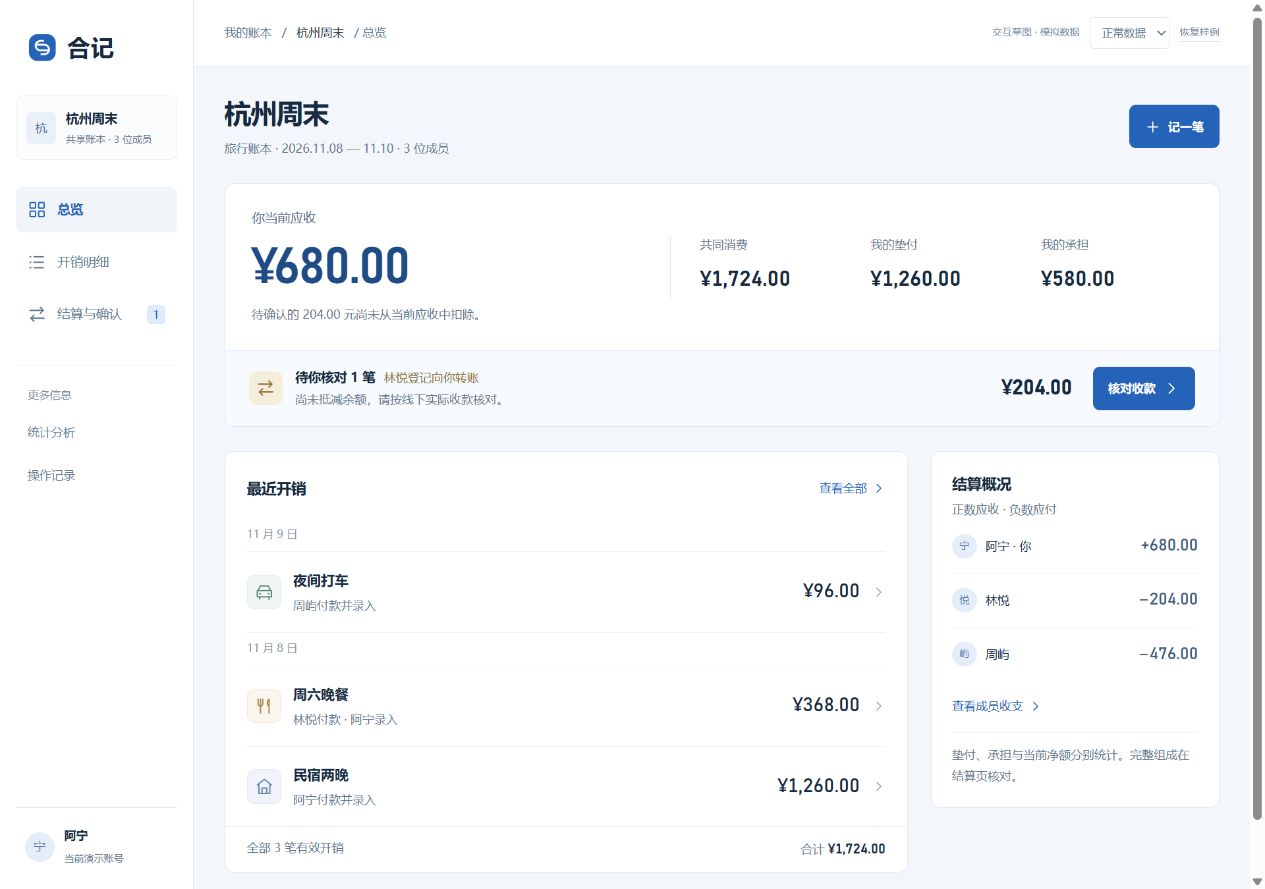 合记
杭
杭州周末
共享账本 · 3 位成员
总览
开销明细
结算与确认
1
更多信息
统计分析
操作记录
宁
阿宁
当前演示账号
我的账本 / 杭州周末 / 总览
交互草图 · 模拟数据
正常数据
恢复样例
杭州周末
旅行账本 · 2026.11.08 — 11.10 · 3 位成员
记一笔
你当前应收
¥680.00
待确认的 204.00 元尚未从当前应收中扣除。
共同消费
¥1,724.00
我的垫付
¥1,260.00
我的承担
¥580.00
待你核对 1 笔 林悦登记向你转账
尚未抵减余额，请按线下实际收款核对。
¥204.00
核对收款
最近开销
查看全部
11 月 9 日
夜间打车
周屿付款并录入
¥96.00
11 月 8 日
周六晚餐
林悦付款 · 阿宁录入
¥368.00
民宿两晚
阿宁付款并录入
¥1,260.00
全部 3 笔有效开销
合计 ¥1,724.00
结算概况
正数应收 · 负数应付
宁
阿宁 · 你
+680.00
悦
林悦
−204.00
屿
周屿
−476.00
查看成员收支
垫付、承担与当前净额分别统计。完整组成在
结算页核对。